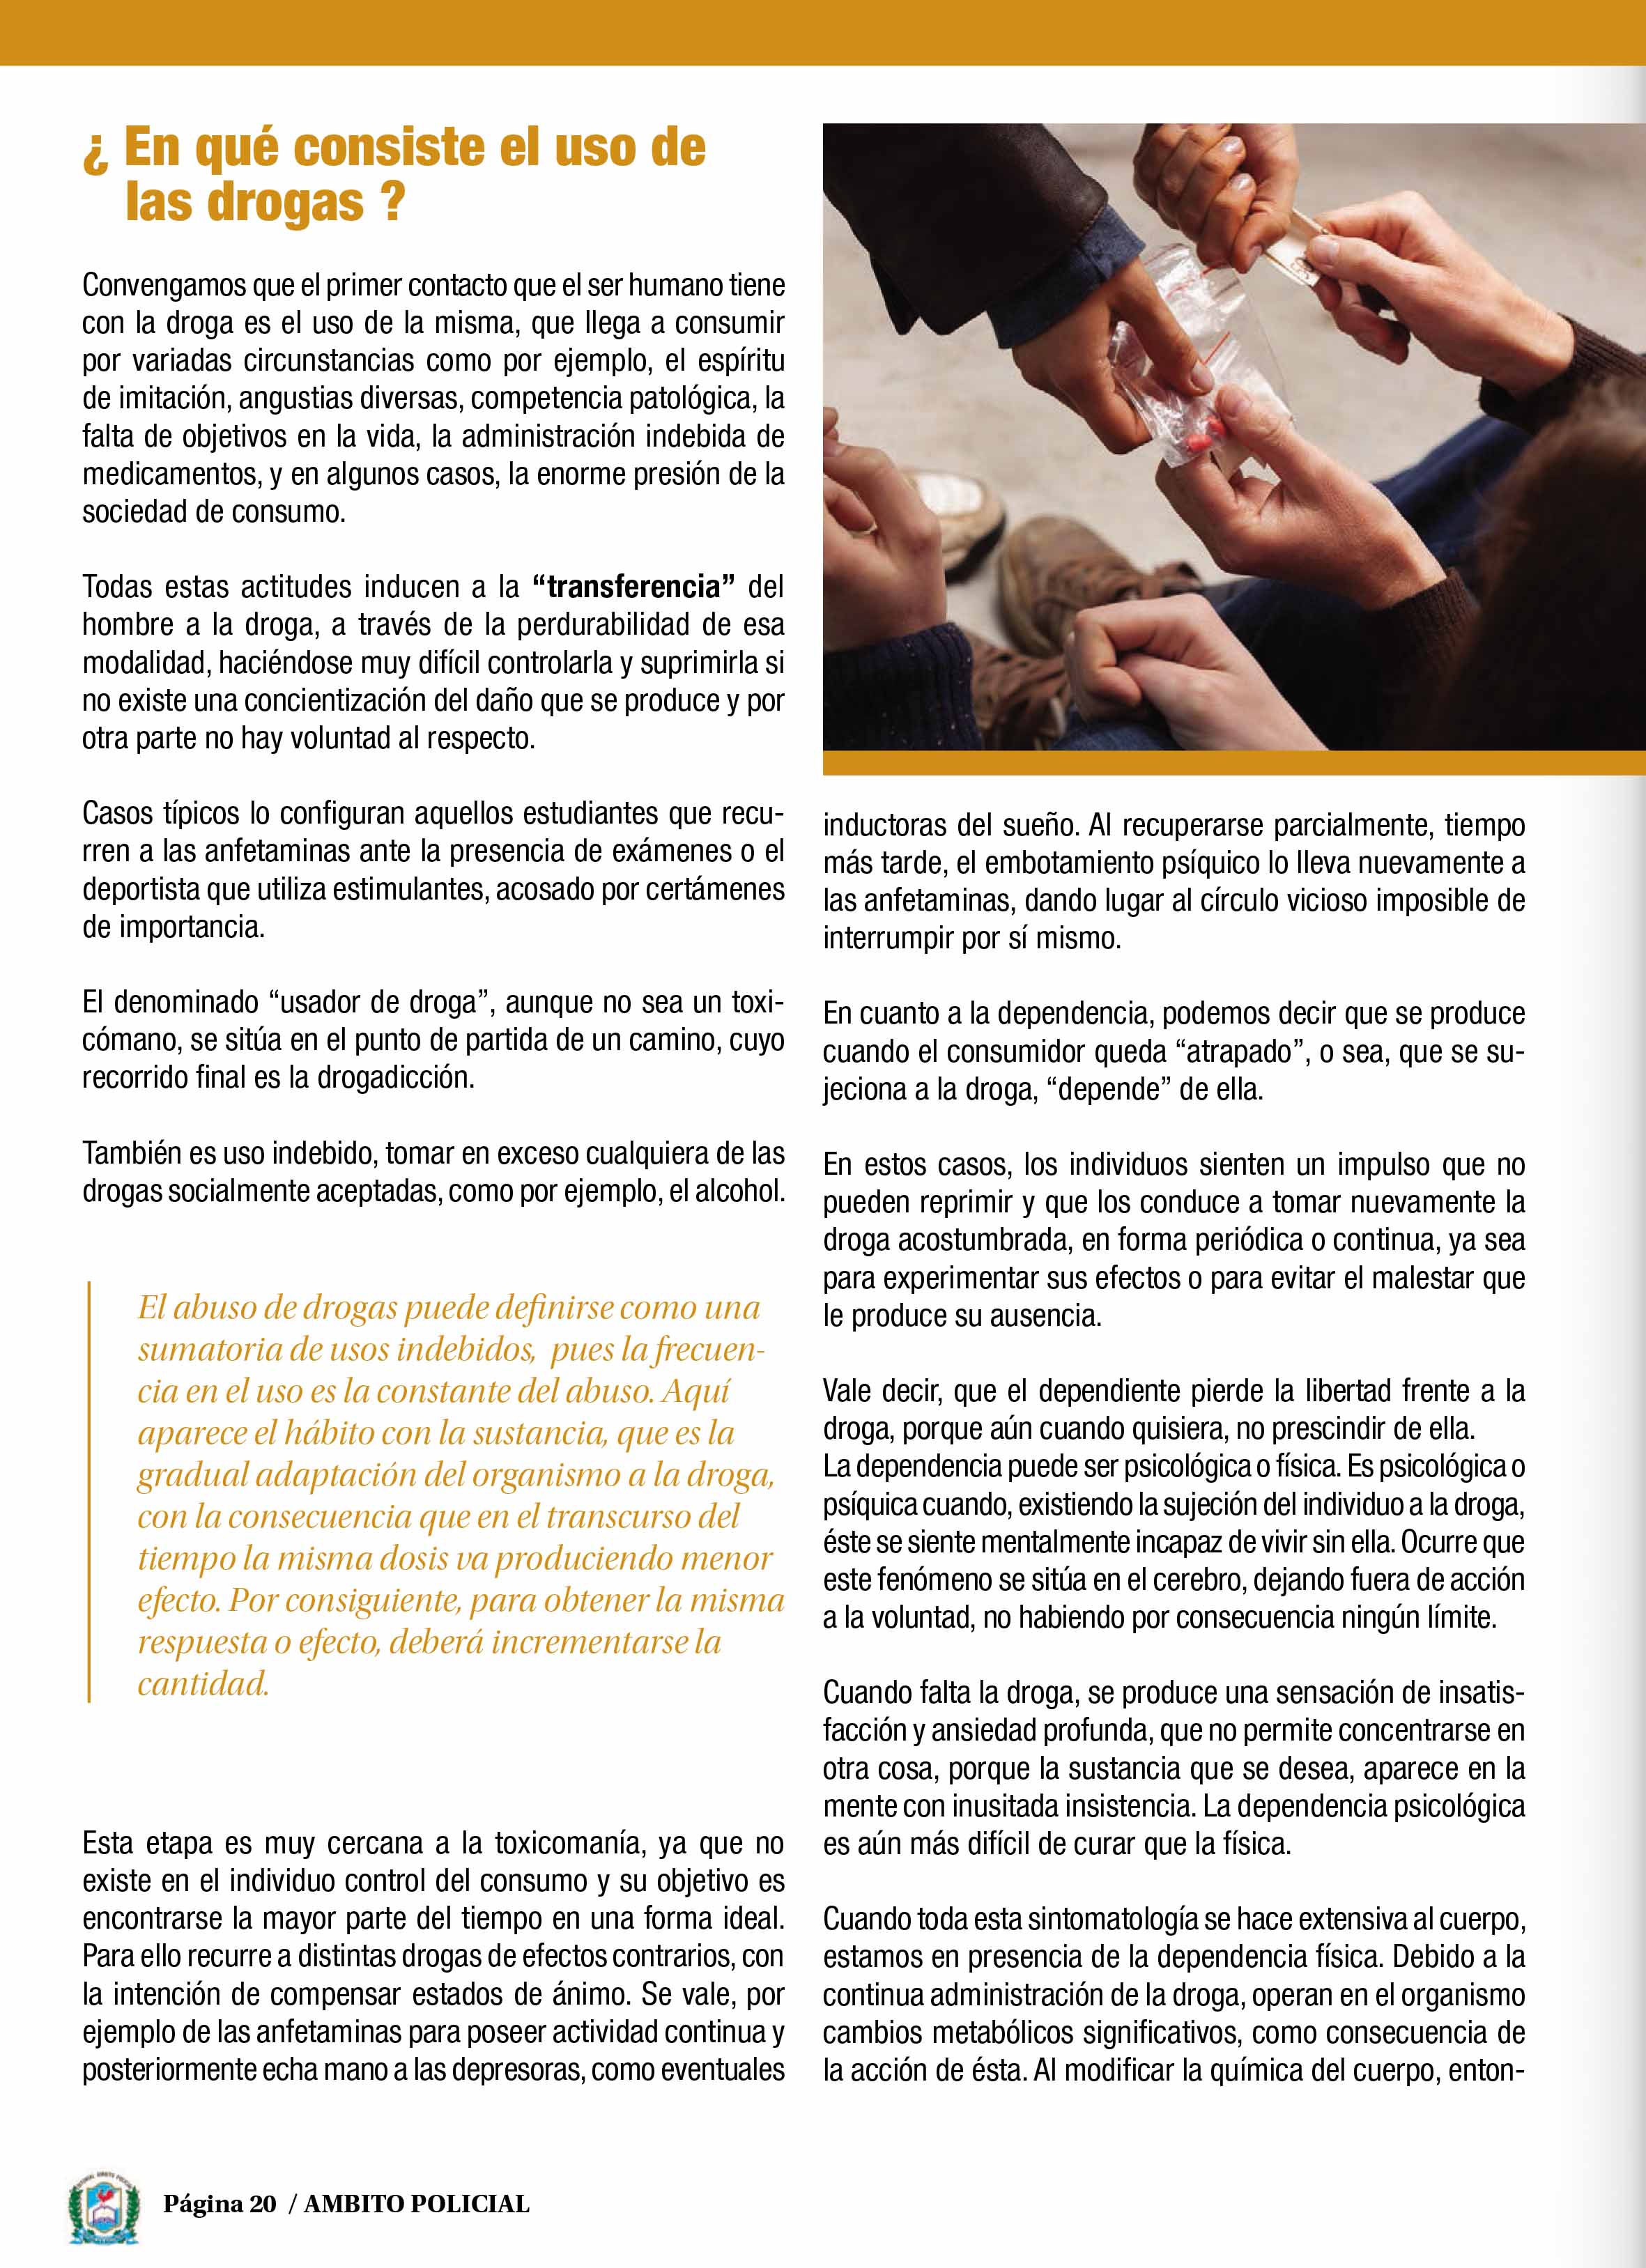 ¿ En qué consiste el uso de
las drogas ?
Convengamos que el primer contacto que el ser humano tiene
con la droga es el uso de la misma, que llega a consumir
por variadas circunstancias como por ejemplo, el espíritu
de imitación, angustias diversas, competencia patológica, la
falta de objetivos en la vida, la administración indebida de
medicamentos, y en algunos casos, la enorme presión de la
sociedad de consumo.
Todas estas actitudes inducen a la “transferencia” del
hombre a la droga, a través de la perdurabilidad de esa
modalidad, haciéndose muy difícil controlarla y suprimirla si
no existe una concientización del daño que se produce y por
otra parte no hay voluntad al respecto.
Casos típicos lo configuran aquellos estudiantes que recu-
rren a las anfetaminas ante la presencia de exámenes o el
deportista que utiliza estimulantes, acosado por certámenes
de importancia.
El denominado “usador de droga”, aunque no sea un toxi-
cómano, se sitúa en el punto de partida de un camino, cuyo
recorrido final es la drogadicción.
También es uso indebido, tomar en exceso cualquiera de las
drogas socialmente aceptadas, como por ejemplo, el alcohol.
El abuso de drogas puede definirse como una
sumatoria de usos indebidos, pues la frecuen-
cia en el uso es la constante del abuso. Aquí
aparece el hábito con la sustancia, que es la
gradual adaptación del organismo a la droga,
con la consecuencia que en el transcurso del
tiempo la misma dosis va produciendo menor
efecto. Por consiguiente, para obtener la misma
respuesta o efecto, deberá incrementarse la
cantidad.
Esta etapa es muy cercana a la toxicomanía, ya que no
existe en el individuo control del consumo y su objetivo es
encontrarse la mayor parte del tiempo en una forma ideal.
Para ello recurre a distintas drogas de efectos contrarios, con
la intención de compensar estados de ánimo. Se vale, por
ejemplo de las anfetaminas para poseer actividad continua y
posteriormente echa mano a las depresoras, como eventuales
inductoras del sueño. Al recuperarse parcialmente, tiempo
más tarde, el embotamiento psíquico lo lleva nuevamente a
las anfetaminas, dando lugar al círculo vicioso imposible de
interrumpir por sí mismo.
En cuanto a la dependencia, podemos decir que se produce
cuando el consumidor queda “atrapado”, o sea, que se su-
jeciona a la droga, “depende” de ella.
En estos casos, los individuos sienten un impulso que no
pueden reprimir y que los conduce a tomar nuevamente la
droga acostumbrada, en forma periódica o continua, ya sea
para experimentar sus efectos o para evitar el malestar que
le produce su ausencia.
Vale decir, que el dependiente pierde la libertad frente a la
droga, porque aún cuando quisiera, no prescindir de ella.
La dependencia puede ser psicológica o física. Es psicológica o
psíquica cuando, existiendo la sujeción del individuo a la droga,
éste se siente mentalmente incapaz de vivir sin ella. Ocurre que
este fenómeno se sitúa en el cerebro, dejando fuera de acción
a la voluntad, no habiendo por consecuencia ningún límite.
Cuando falta la droga, se produce una sensación de insatis-
facción y ansiedad profunda, que no permite concentrarse en
otra cosa, porque la sustancia que se desea, aparece en la
mente con inusitada insistencia. La dependencia psicológica
es aún más difícil de curar que la física.
Cuando toda esta sintomatología se hace extensiva al cuerpo,
estamos en presencia de la dependencia física. Debido a la
continua administración de la droga, operan en el organismo
cambios metabólicos significativos, como consecuencia de
la acción de ésta. Al modificar la química del cuerpo, enton-
Página 20 / AMBITO POLICIAL